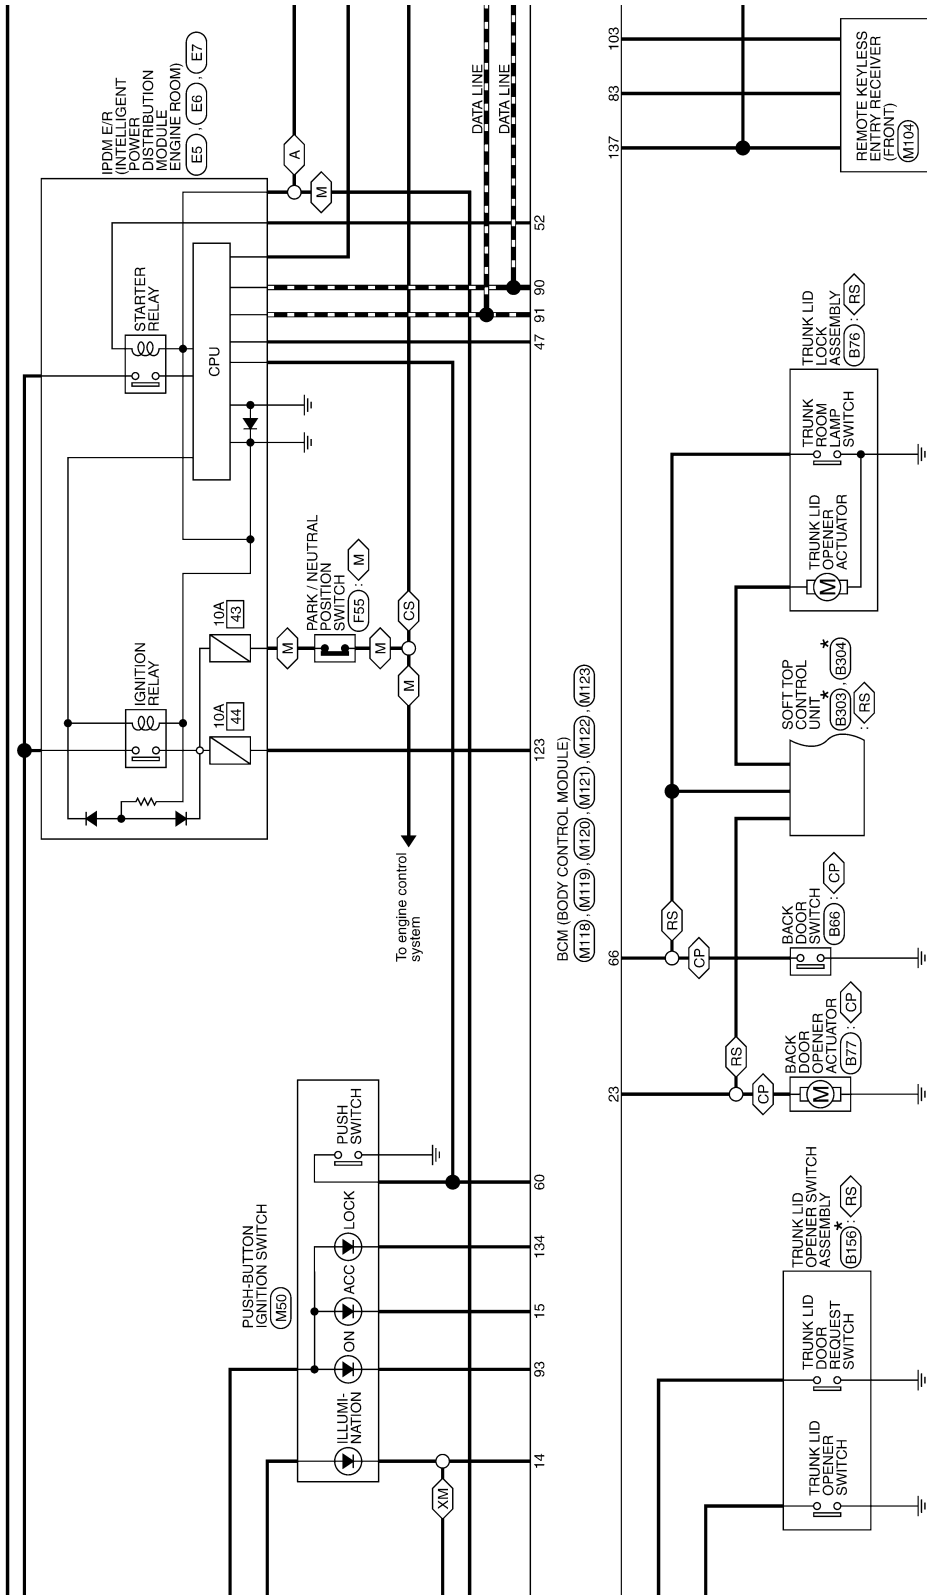 IPDM E/R
(INTELLIGENT
POWER
DISTRIBUTION
MODULE
ENGINE ROOM)
E5 , E6 , E7
A
M
DATA LINE
DATA LINE
STARTER
RELAY
CPU
52
90
91
47
IGNITION
RELAY
10A
43
10A
44
M
PARK / NEUTRAL
POSITION
SWITCH
F55 : M
M
CS
M
123
To engine control
system
PUSH-BUTTON
IGNITION SWITCH
M50
ILLUMI-
NATION
ON
ACC
LOCK
PUSH
SWITCH
XM
14
93
15
134
60
BCM (BODY CONTROL MODULE)
M118 , M119 , M120 , M121 , M122 , M123
103
83
137
REMOTE KEYLESS
ENTRY RECEIVER
(FRONT)
M104
66
RS
CP
23
RS
CP
TRUNK LID
LOCK
ASSEMBLY
B76 : RS
TRUNK
ROOM
LAMP
SWITCH
TRUNK LID
OPENER
ACTUATOR
M
SOFT TOP
CONTROL
UNIT
B303* , B304*
: RS
BACK
DOOR
SWITCH
B66 : CP
BACK
DOOR
OPENER
ACTUATOR
B77 : CP
M
TRUNK LID
OPENER SWITCH
ASSEMBLY
B156* : RS
TRUNK LID
DOOR
REQUEST
SWITCH
TRUNK LID
OPENER
SWITCH